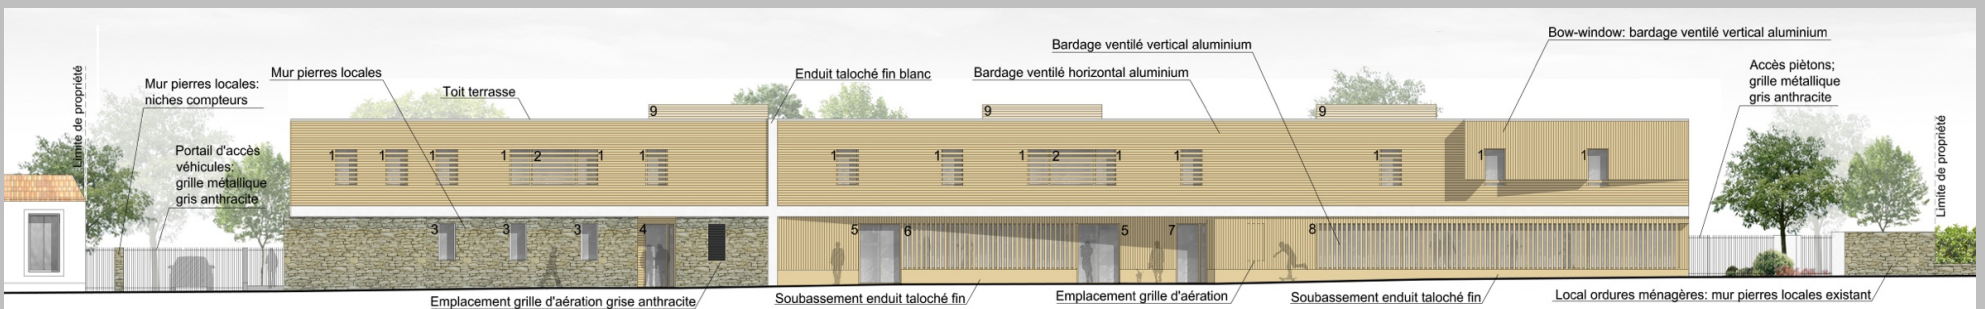 Limite de propriété
Mur pierres locales:
niches compteurs
Portail d'accès
véhicules:
grille métallique
gris anthracite
Mur pierres locales
Toit terrasse
Enduit taloché fin blanc
Bardage ventilé horizontal aluminium
Bardage ventilé vertical aluminium
Bow-window: bardage ventilé vertical aluminium
Accès piètons;
grille métallique
gris anthracite
Limite de propriété
9 9 9
1 1 1 1 2 1 1 1 1 1 2 1 1 1 1 1
3 3 3 4 5 6 5 7 8
Emplacement grille d'aération grise anthracite
Soubassement enduit taloché fin
Emplacement grille d'aération
Soubassement enduit taloché fin
Local ordures ménagères: mur pierres locales existant